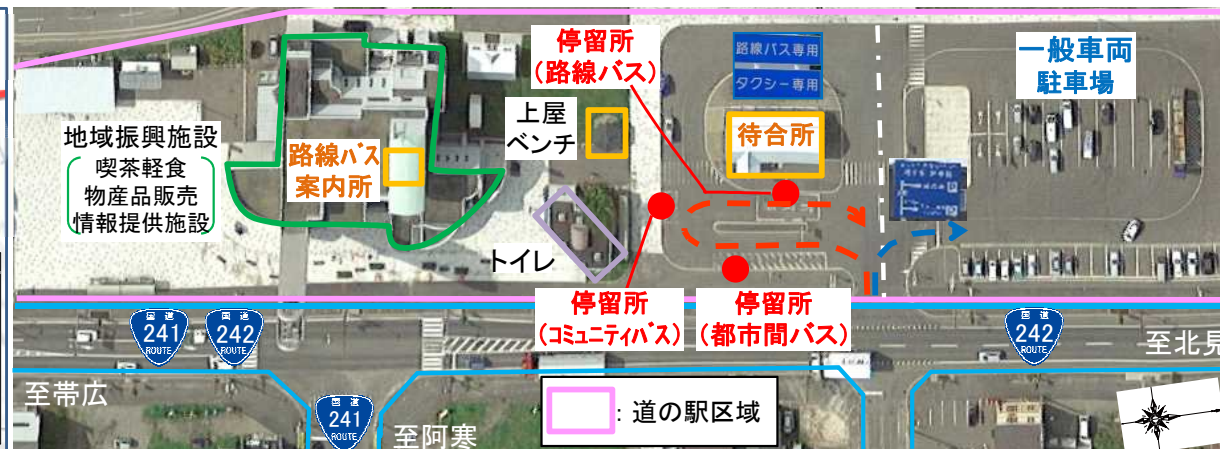 停留所
(路線バス)
路線バス専用
タクシー専用
一般車両
駐車場
地域振興施設
喫茶軽食
物産品販売
情報提供施設
路線バス
案内所
上屋
ベンチ
待合所
トイレ
停留所
(コミュニティバス)
停留所
(都市間バス)
国道
241
ROUTE
国道
242
ROUTE
国道
242
ROUTE
至北見
至帯広
国道
241
ROUTE
至阿寒
：道の駅区域